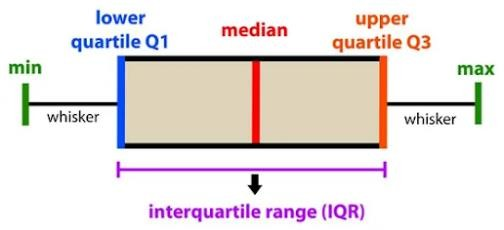 lower
quartile Q1
median
upper
quartile Q3
min
max
whisker
whisker
interquartile range (IQR)